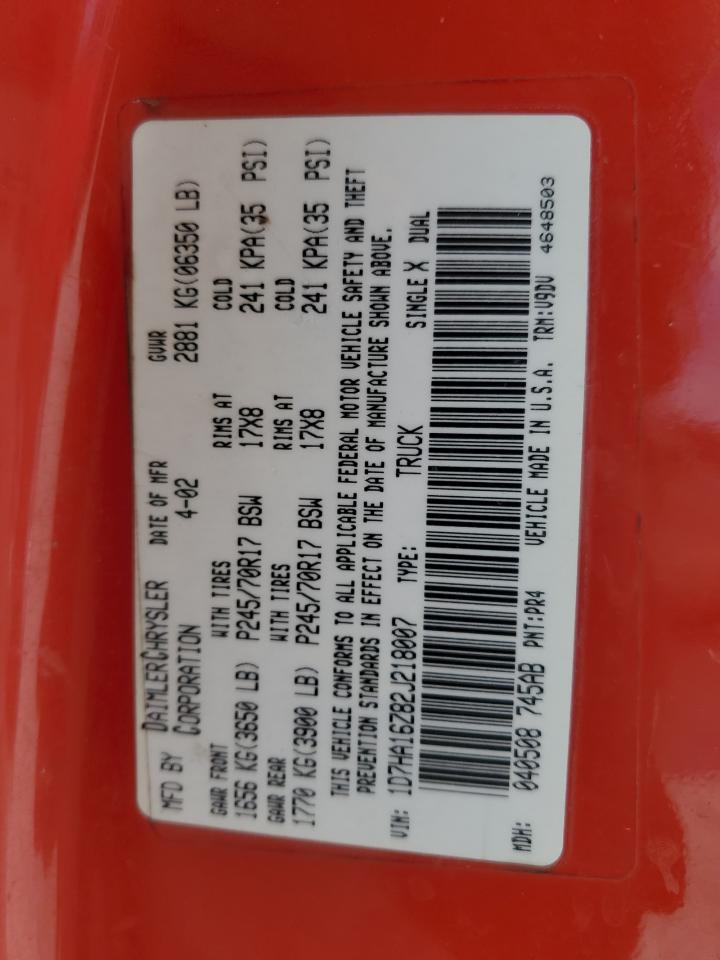 MFD BY DAIMLERCHRYSLER DATE OF MFR GVWR
CORPORATION 4-02 2881 KG(06350 LB)
GAWR FRONT WITH TIRES RIMS AT COLD
1656 KG(3650 LB) P245/70R17 BSW 17X8 241 KPA(35 PSI)
GAWR REAR WITH TIRES RIMS AT COLD
1770 KG(3900 LB) P245/70R17 BSW 17X8 241 KPA(35 PSI)
THIS VEHICLE CONFORMS TO ALL APPLICABLE FEDERAL MOTOR VEHICLE SAFETY AND THEFT
PREVENTION STANDARDS IN EFFECT ON THE DATE OF MANUFACTURE SHOWN ABOVE.
VIN: 1D7HA16Z82J218007 TYPE: TRUCK SINGLE X DUAL
MDH: 040508 745AB PNT:PR4 VEHICLE MADE IN U.S.A. TRM:V9DV
4648503